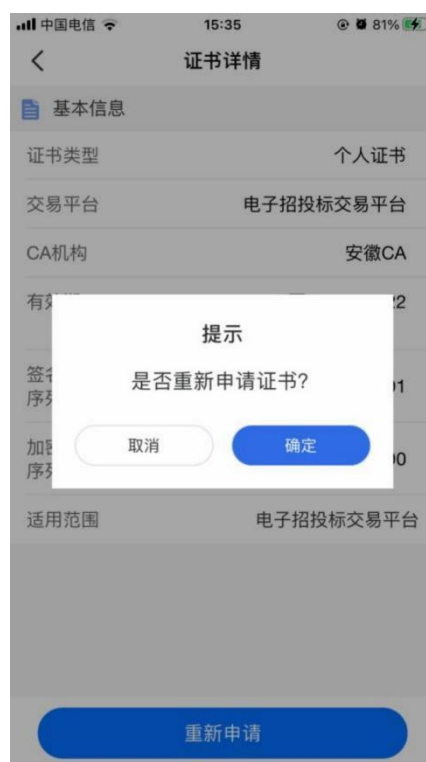 中国电信 15:35 81%
证书详情
基本信息
证书类型 个人证书
交易平台 电子招投标交易平台
CA机构 安徽CA
提示
是否重新申请证书?
取消 确定
适用范围 电子招投标交易平台
重新申请